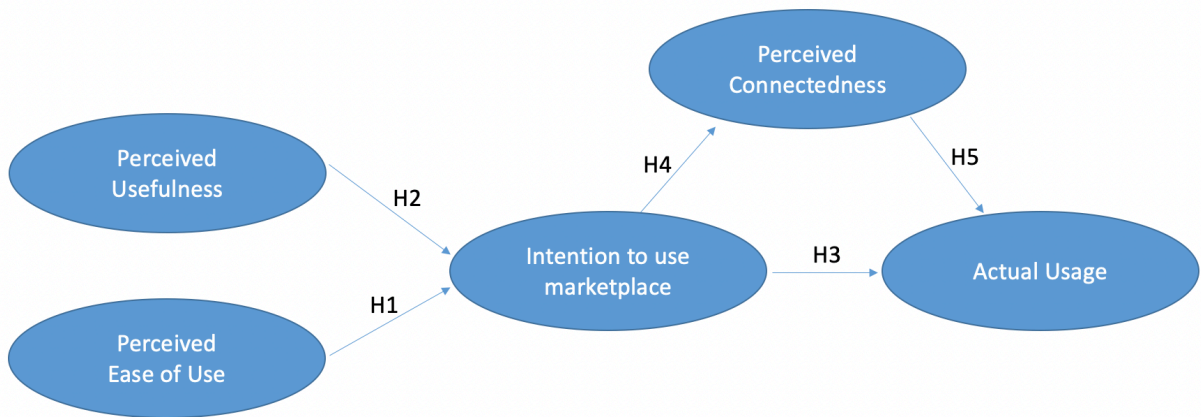 Perceived
Connectedness
Perceived
Usefulness
H4
H5
H2
Intention to use
marketplace
H3
Actual Usage
H1
Perceived
Ease of Use